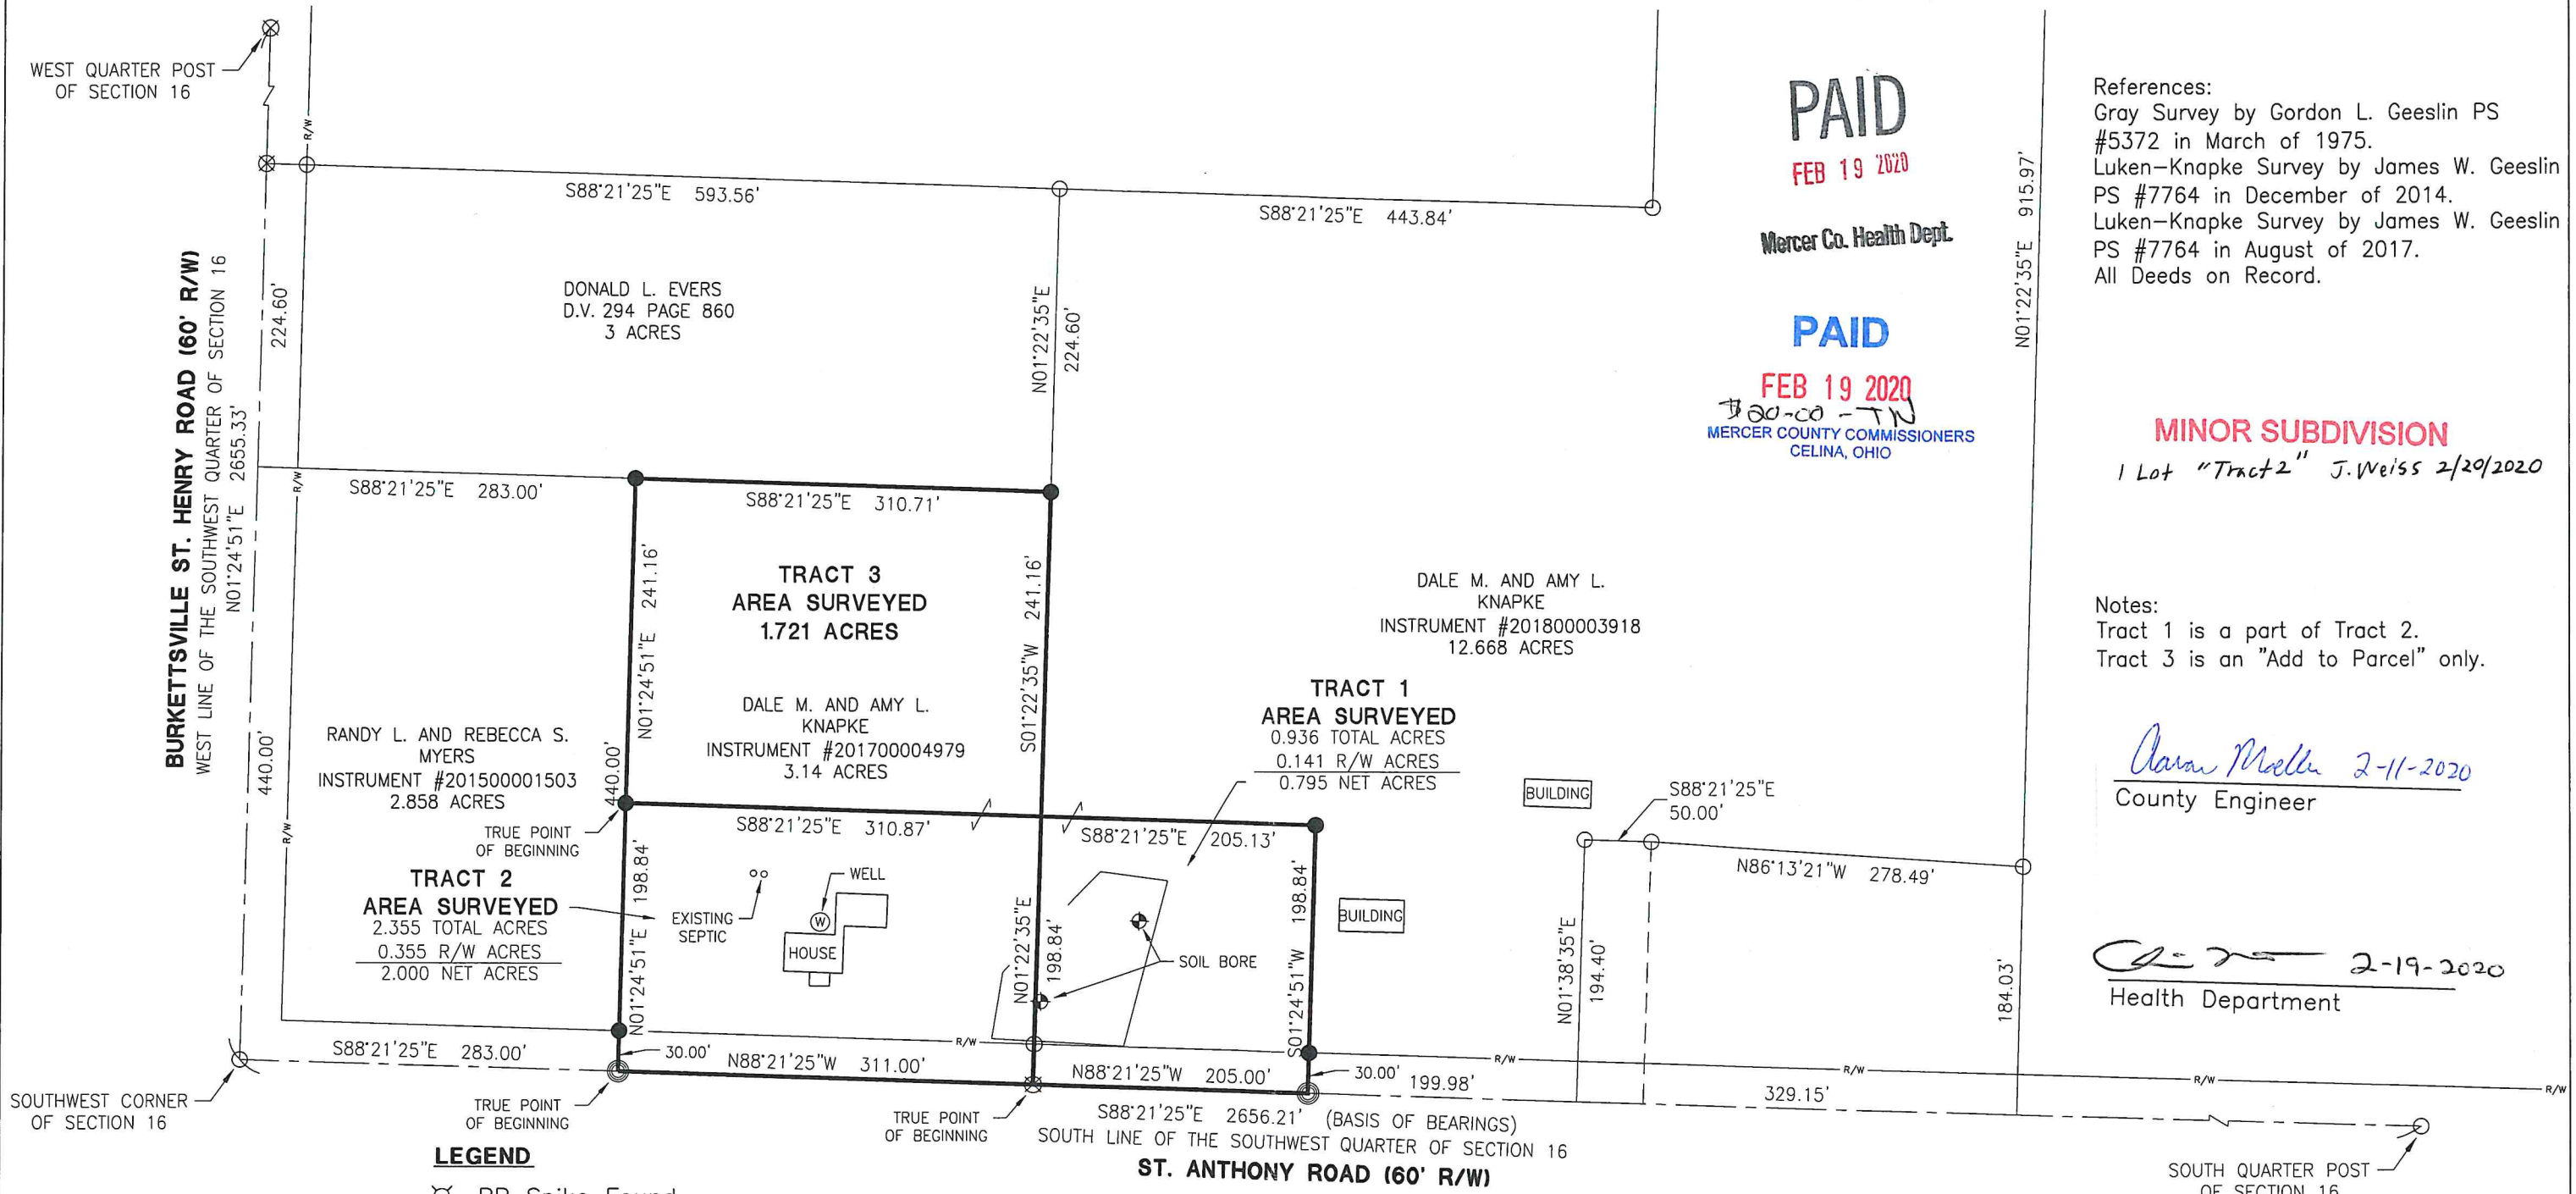 WEST QUARTER POST
OF SECTION 16
R/W
S88°21'25"E 593.56'
S88°21'25"E 443.84'
N01°22'35"E 915.97'
PAID
FEB 19 2020
Mercer Co. Health Dept.
PAID
FEB 19 2020
$20-00 - TN
MERCER COUNTY COMMISSIONERS
CELINA, OHIO
References:
Gray Survey by Gordon L. Geeslin PS
#5372 in March of 1975.
Luken-Knapke Survey by James W. Geeslin
PS #7764 in December of 2014.
Luken-Knapke Survey by James W. Geeslin
PS #7764 in August of 2017.
All Deeds on Record.
MINOR SUBDIVISION
1 Lot "Tract 2" J. Weiss 2/20/2020
Notes:
Tract 1 is a part of Tract 2.
Tract 3 is an "Add to Parcel" only.
2-11-2020
County Engineer
2-19-2020
Health Department
BURKETTSVILLE ST. HENRY ROAD (60' R/W)
WEST LINE OF THE SOUTHWEST QUARTER OF SECTION 16
N01°24'51"E 2655.33'
224.60'
440.00'
DONALD L. EVERS
D.V. 294 PAGE 860
3 ACRES
N01°22'35"E
224.60'
R/W
S88°21'25"E 283.00'
S88°21'25"E 310.71'
N01°24'51"E 241.16'
TRACT 3
AREA SURVEYED
1.721 ACRES
S01°22'35"W 241.16'
DALE M. AND AMY L.
KNAPKE
INSTRUMENT #201700004979
3.14 ACRES
DALE M. AND AMY L.
KNAPKE
INSTRUMENT #201800003918
12.668 ACRES
RANDY L. AND REBECCA S.
MYERS
INSTRUMENT #201500001503
2.858 ACRES
440.00'
TRUE POINT
OF BEGINNING
R/W
TRACT 1
AREA SURVEYED
0.936 TOTAL ACRES
0.141 R/W ACRES
0.795 NET ACRES
BUILDING
S88°21'25"E
50.00'
S88°21'25"E 310.87'
S88°21'25"E 205.13'
N86°13'21"W 278.49'
TRACT 2
AREA SURVEYED
2.355 TOTAL ACRES
0.355 R/W ACRES
2.000 NET ACRES
N01°24'51"E 198.84'
EXISTING
SEPTIC
WELL
W
HOUSE
N01°22'35"E
198.84'
SOIL BORE
S01°24'51"W 198.84'
BUILDING
N01°38'35"E
194.40'
184.03'
S88°21'25"E 283.00'
30.00'
N88°21'25"W 311.00'
R/W
N88°21'25"W 205.00'
30.00'
199.98'
R/W
R/W
R/W
R/W
329.15'
SOUTHWEST CORNER
OF SECTION 16
TRUE POINT
OF BEGINNING
TRUE POINT
OF BEGINNING
S88°21'25"E 2656.21' (BASIS OF BEARINGS)
SOUTH LINE OF THE SOUTHWEST QUARTER OF SECTION 16
ST. ANTHONY ROAD (60' R/W)
SOUTH QUARTER POST
OF SECTION 16
LEGEND
RR Spike Found